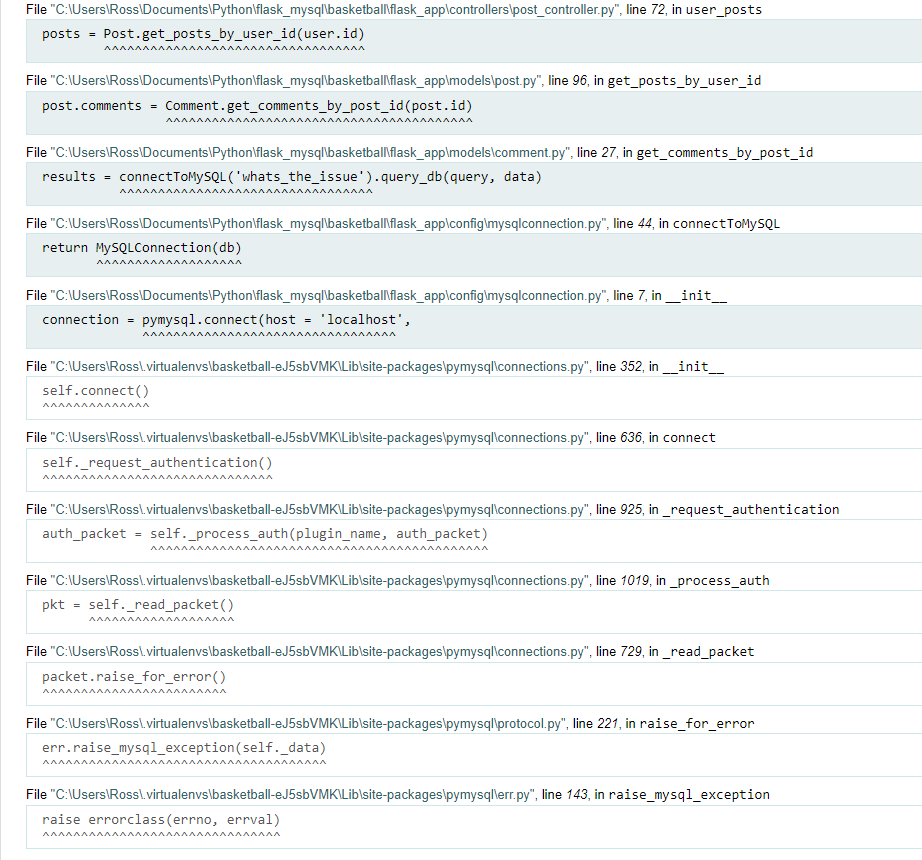 File "C:\Users\Ross\Documents\Python\flask_mysql\basketball\flask_app\controllers\post_controller.py", line 72, in user_posts
posts = Post.get_posts_by_user_id(user.id)
^^^^^^^^^^^^^^^^^^^^^^^^^^^^^^^^^^
File "C:\Users\Ross\Documents\Python\flask_mysql\basketball\flask_app\models\post.py", line 96, in get_posts_by_user_id
post.comments = Comment.get_comments_by_post_id(post.id)
^^^^^^^^^^^^^^^^^^^^^^^^^^^^^^^^^^^^^^^^
File "C:\Users\Ross\Documents\Python\flask_mysql\basketball\flask_app\models\comment.py", line 27, in get_comments_by_post_id
results = connectToMySQL('whats_the_issue').query_db(query, data)
^^^^^^^^^^^^^^^^^^^^^^^^^^^^^^^^^
File "C:\Users\Ross\Documents\Python\flask_mysql\basketball\flask_app\config\mysqlconnection.py", line 44, in connectToMySQL
return MySQLConnection(db)
^^^^^^^^^^^^^^^^^^^
File "C:\Users\Ross\Documents\Python\flask_mysql\basketball\flask_app\config\mysqlconnection.py", line 7, in __init__
connection = pymysql.connect(host = 'localhost',
^^^^^^^^^^^^^^^^^^^^^^^^^^^^^^^^^
File "C:\Users\Ross\.virtualenvs\basketball-eJ5sbVMK\Lib\site-packages\pymysql\connections.py", line 352, in __init__
self.connect()
^^^^^^^^^^^^^^
File "C:\Users\Ross\.virtualenvs\basketball-eJ5sbVMK\Lib\site-packages\pymysql\connections.py", line 636, in connect
self._request_authentication()
^^^^^^^^^^^^^^^^^^^^^^^^^^^^^^
File "C:\Users\Ross\.virtualenvs\basketball-eJ5sbVMK\Lib\site-packages\pymysql\connections.py", line 925, in _request_authentication
auth_packet = self._process_auth(plugin_name, auth_packet)
^^^^^^^^^^^^^^^^^^^^^^^^^^^^^^^^^^^^^^^^^^^^
File "C:\Users\Ross\.virtualenvs\basketball-eJ5sbVMK\Lib\site-packages\pymysql\connections.py", line 1019, in _process_auth
pkt = self._read_packet()
^^^^^^^^^^^^^^^^^^^
File "C:\Users\Ross\.virtualenvs\basketball-eJ5sbVMK\Lib\site-packages\pymysql\connections.py", line 729, in _read_packet
packet.raise_for_error()
^^^^^^^^^^^^^^^^^^^^^^^^
File "C:\Users\Ross\.virtualenvs\basketball-eJ5sbVMK\Lib\site-packages\pymysql\protocol.py", line 221, in raise_for_error
err.raise_mysql_exception(self._data)
^^^^^^^^^^^^^^^^^^^^^^^^^^^^^^^^^^^^^
File "C:\Users\Ross\.virtualenvs\basketball-eJ5sbVMK\Lib\site-packages\pymysql\err.py", line 143, in raise_mysql_exception
raise errorclass(errno, errval)
^^^^^^^^^^^^^^^^^^^^^^^^^^^^^^^